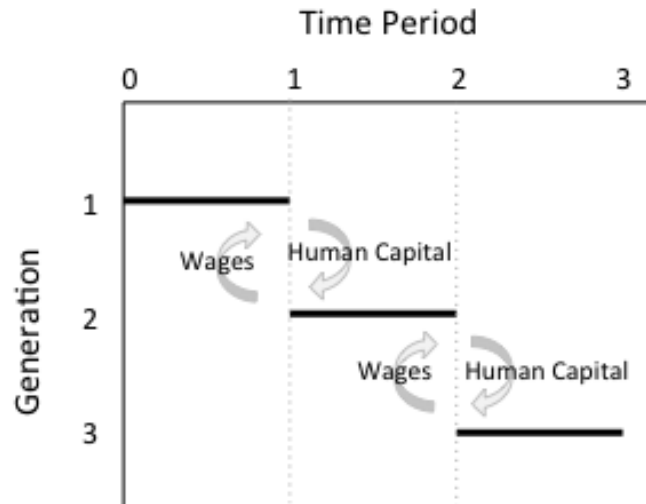 Time Period
0 1 2 3
Generation
1
Wages Human Capital
2
Wages Human Capital
3